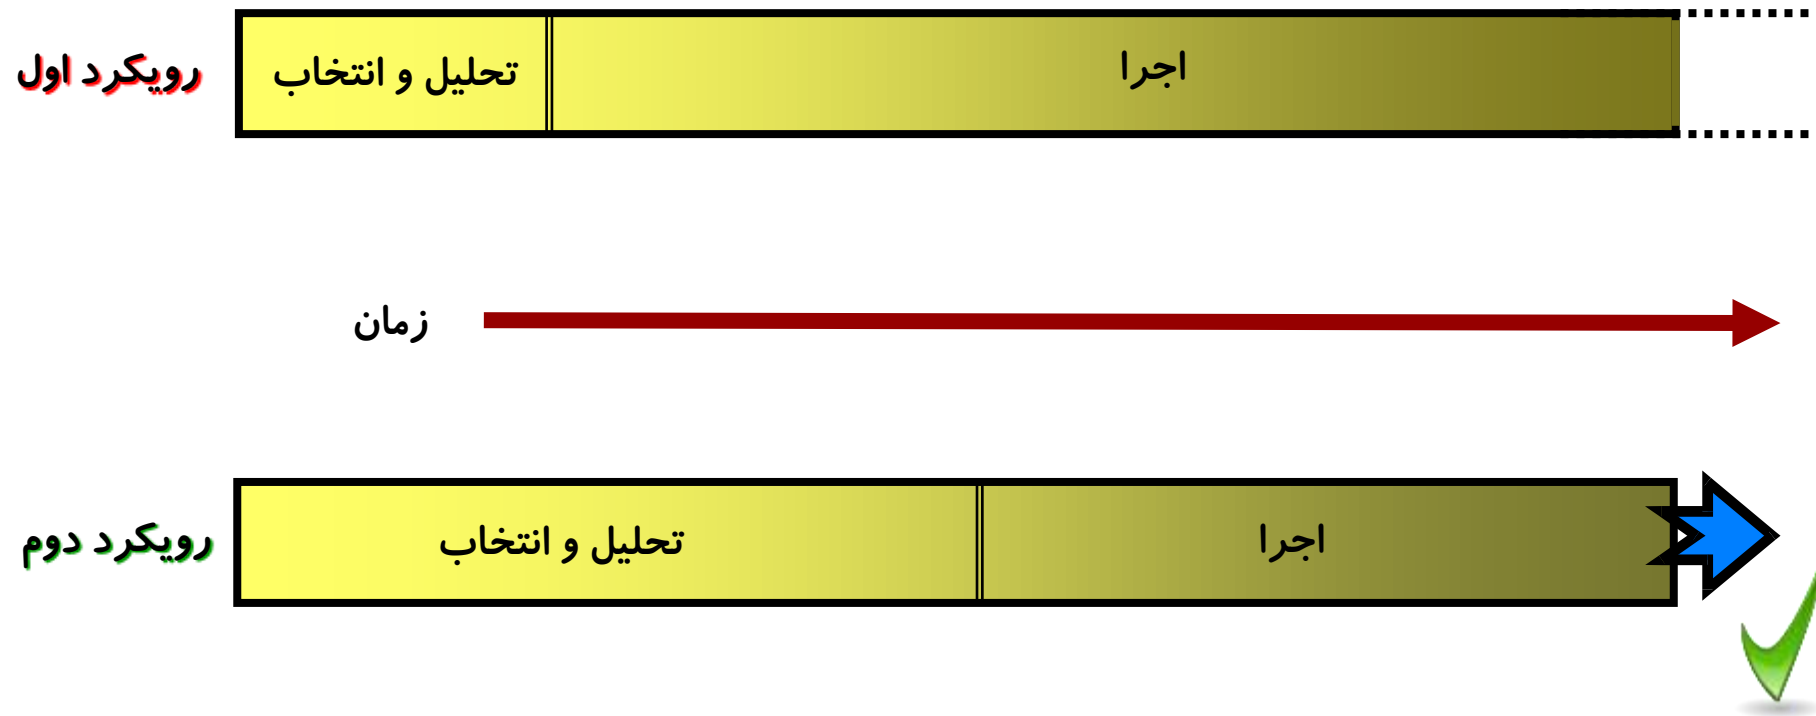 رویکرد اول
تحلیل و انتخاب
اجرا
زمان
رویکرد دوم
تحلیل و انتخاب
اجرا